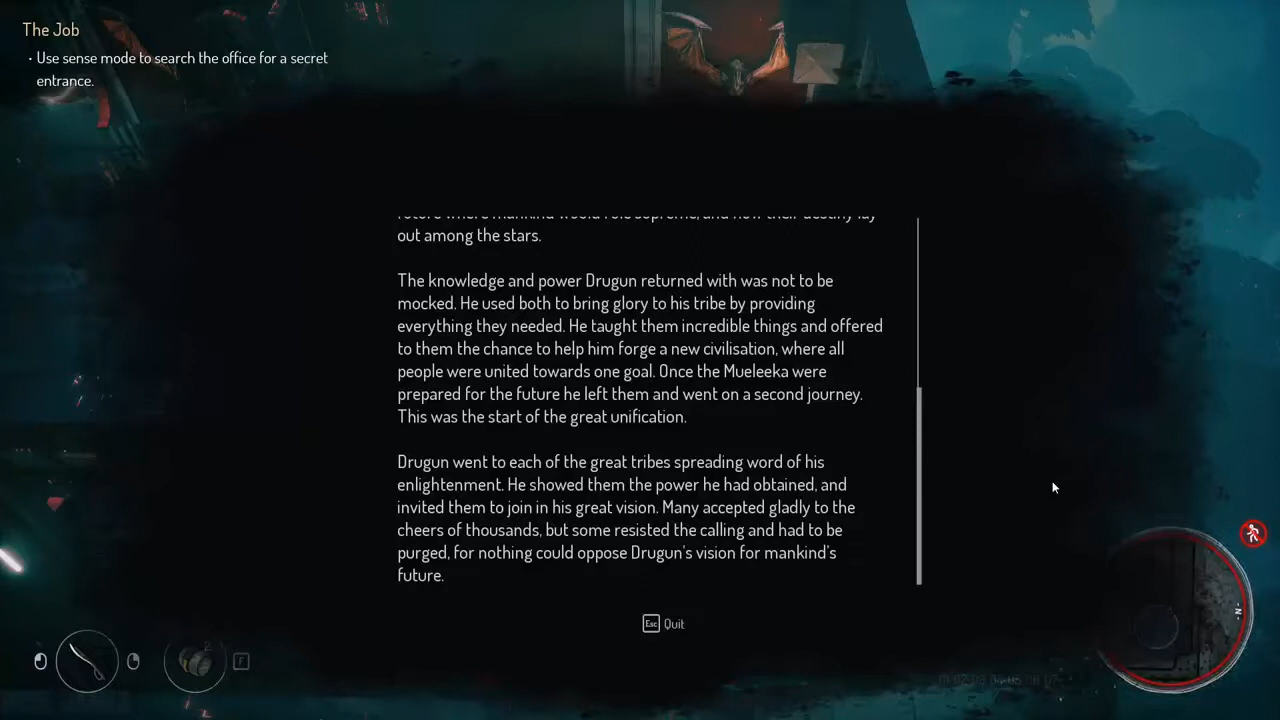 The Job
· Use sense mode to search the office for a secret
entrance.
out among the stars.
The knowledge and power Drugun returned with was not to be
mocked. He used both to bring glory to his tribe by providing
everything they needed. He taught them incredible things and offered
to them the chance to help him forge a new civilisation, where all
people were united towards one goal. Once the Mueleeka were
prepared for the future he left them and went on a second journey.
This was the start of the great unification.
Drugun went to each of the great tribes spreading word of his
enlightenment. He showed them the power he had obtained, and
invited them to join in his great vision. Many accepted gladly to the
cheers of thousands, but some resisted the calling and had to be
purged, for nothing could oppose Drugun's vision for mankind's
future.
Esc Quit
N
2
F